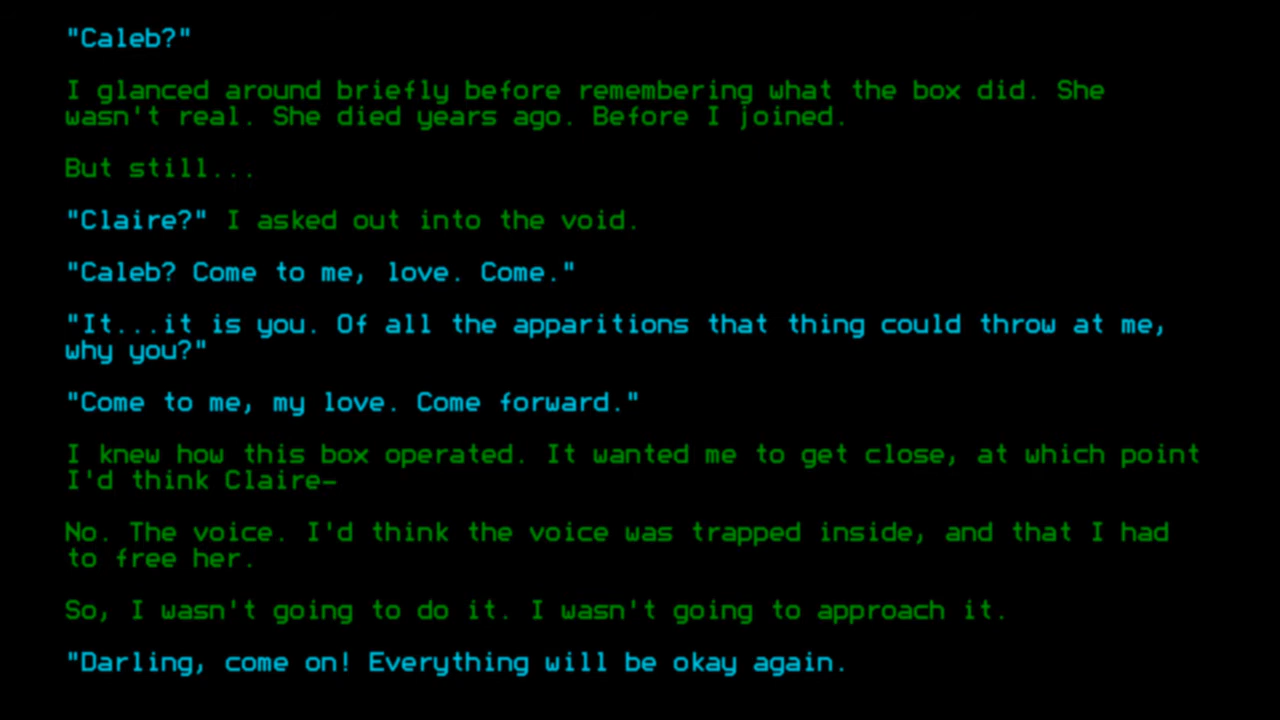 "Caleb?"
I glanced around briefly before remembering what the box did. She
wasn't real. She died years ago. Before I joined.
But still...
"Claire?" I asked out into the void.
"Caleb? Come to me, love. Come."
"It...it is you. Of all the apparitions that thing could throw at me,
why you?"
"Come to me, my love. Come forward."
I knew how this box operated. It wanted me to get close, at which point
I'd think Claire–
No. The voice. I'd think the voice was trapped inside, and that I had
to free her.
So, I wasn't going to do it. I wasn't going to approach it.
"Darling, come on! Everything will be okay again.